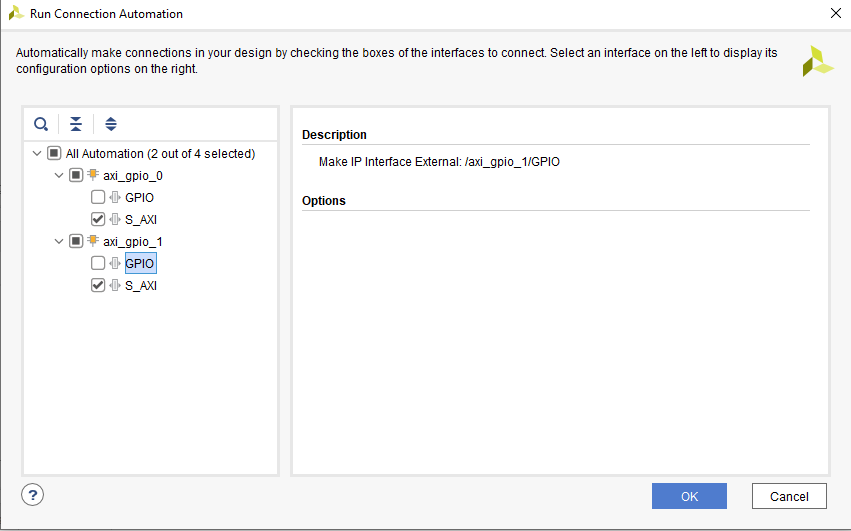 Run Connection Automation
Automatically make connections in your design by checking the boxes of the interfaces to connect. Select an interface on the left to display its
configuration options on the right.
All Automation (2 out of 4 selected)
axi_gpio_0
GPIO
S_AXI
axi_gpio_1
GPIO
S_AXI
Description
Make IP Interface External: /axi_gpio_1/GPIO
Options
?
OK
Cancel